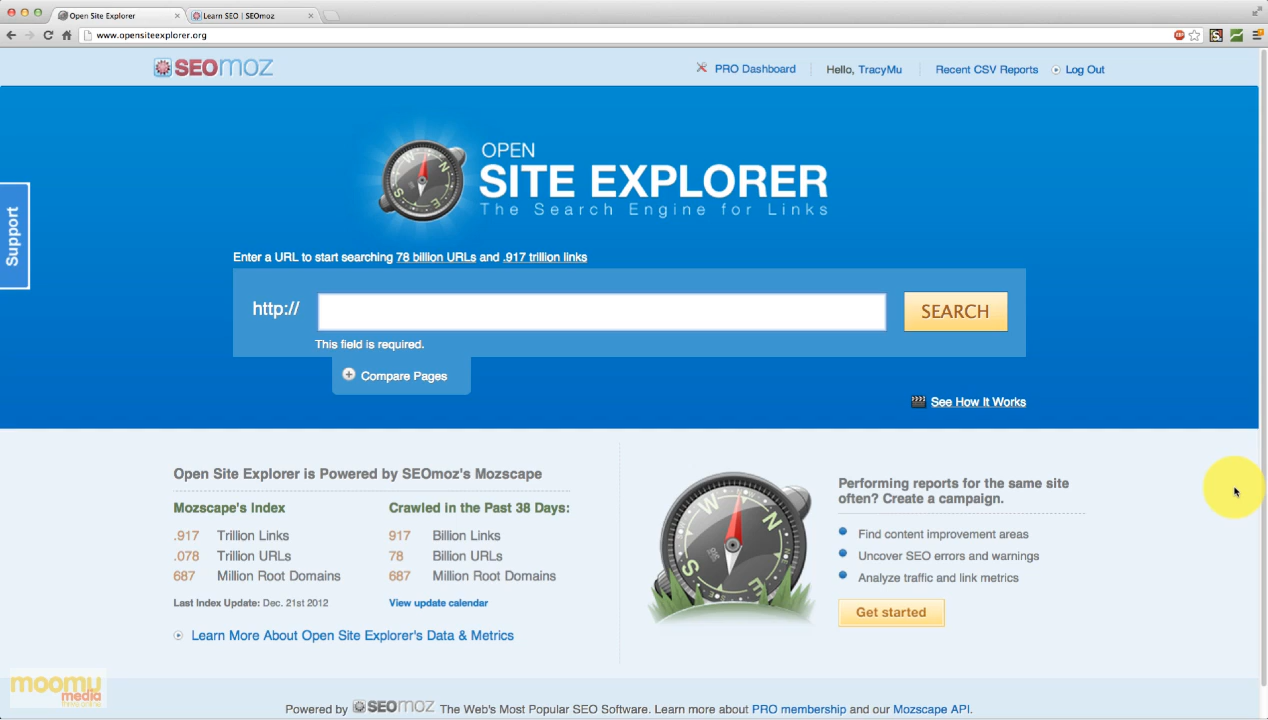 Open Site Explorer
Learn SEO | SEOmoz
www.opensiteexplorer.org
SEOmoz
PRO Dashboard
Hello, TracyMu
Recent CSV Reports
Log Out
Support
OPEN
SITE EXPLORER
The Search Engine for Links
Enter a URL to start searching 78 billion URLs and .917 trillion links
http://
SEARCH
This field is required.
Compare Pages
See How It Works
Open Site Explorer is Powered by SEOmoz's Mozscape
Mozscape's Index
.917 Trillion Links
.078 Trillion URLs
687 Million Root Domains
Last Index Update: Dec. 21st 2012
Crawled in the Past 38 Days:
917 Billion Links
78 Billion URLs
687 Million Root Domains
View update calendar
Learn More About Open Site Explorer's Data & Metrics
W N
S E
Performing reports for the same site
often? Create a campaign.
Find content improvement areas
Uncover SEO errors and warnings
Analyze traffic and link metrics
Get started
moomu
media
Powered by SEOmoz The Web's Most Popular SEO Software. Learn more about PRO membership and our Mozscape API.